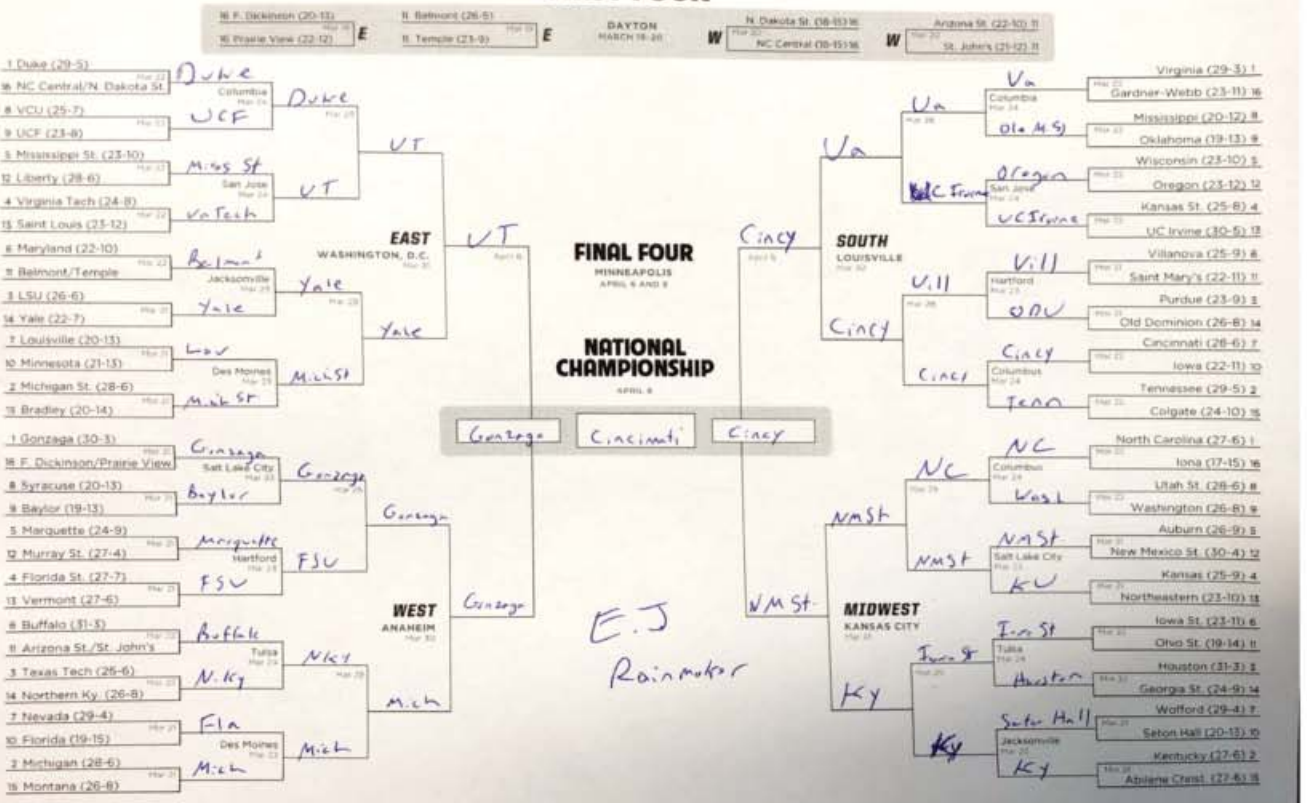 16 F. Dickinson (20-13)
16 Prairie View (22-12)
E
11 Belmont (26-5)
11 Temple (23-9)
E
DAYTON
MARCH 19-20
W
N. Dakota St. (18-15) 16
NC Central (18-15) 16
W
Arizona St. (22-10) 11
St. John's (21-12) 11
1 Duke (29-5)
16 NC Central/N. Dakota St.
8 VCU (25-7)
9 UCF (23-8)
5 Mississippi St. (23-10)
12 Liberty (28-6)
4 Virginia Tech (24-8)
13 Saint Louis (23-12)
6 Maryland (22-10)
11 Belmont/Temple
3 LSU (26-6)
14 Yale (22-7)
7 Louisville (20-13)
10 Minnesota (21-13)
2 Michigan St. (28-6)
15 Bradley (20-14)
Duke
Columbia
UCF
Miss St
San Jose
Va Tech
Belmont
Jacksonville
Yale
Lou
Des Moines
Mich St
Duke
UT
Yale
Mich St
UT
Yale
EAST
WASHINGTON, D.C.
UT
1 Gonzaga (30-3)
16 F. Dickinson/Prairie View
8 Syracuse (20-13)
9 Baylor (19-13)
5 Marquette (24-9)
12 Murray St. (27-4)
4 Florida St. (27-7)
13 Vermont (27-6)
6 Buffalo (31-3)
11 Arizona St./St. John's
3 Texas Tech (26-6)
14 Northern Ky. (26-8)
7 Nevada (29-4)
10 Florida (19-15)
2 Michigan (28-6)
15 Montana (26-8)
Gonzaga
Salt Lake City
Baylor
Marquette
Hartford
FSU
Buffalo
Tulsa
N. Ky
Fla
Des Moines
Mich
Gonzaga
FSU
NKy
Mich
Gonzaga
Mich
WEST
ANAHEIM
Gonzaga
FINAL FOUR
MINNEAPOLIS
APRIL 6 AND 8
NATIONAL
CHAMPIONSHIP
APRIL 8
Gonzaga
Cincinnati
Cincy
E.J
Rainmaker
Cincy
SOUTH
LOUISVILLE
Va
Cincy
Va
UC Irvine
Vill
Cincy
Va
Columbia
Ole Miss
Oregon
San Jose
UC Irvine
Vill
Hartford
ODU
Cincy
Columbus
Tenn
Virginia (29-3) 1
Gardner-Webb (23-11) 16
Mississippi (20-12) 8
Oklahoma (19-13) 9
Wisconsin (23-10) 5
Oregon (23-12) 12
Kansas St. (25-8) 4
UC Irvine (30-5) 13
Villanova (25-9) 6
Saint Mary's (22-11) 11
Purdue (23-9) 3
Old Dominion (26-8) 14
Cincinnati (28-6) 7
Iowa (22-11) 10
Tennessee (29-5) 2
Colgate (24-10) 15
NM St.
MIDWEST
KANSAS CITY
NMSt
Ky
NC
NMSt
Iowa St
Ky
NC
Columbus
Wash
NMSt
Salt Lake City
KU
Iowa St
Tulsa
Houston
Seton Hall
Jacksonville
Ky
North Carolina (27-6) 1
Iona (17-15) 16
Utah St. (28-6) 8
Washington (26-8) 9
Auburn (26-9) 5
New Mexico St. (30-4) 12
Kansas (25-9) 4
Northeastern (23-10) 13
Iowa St. (23-11) 6
Ohio St. (19-14) 11
Houston (31-3) 3
Georgia St. (24-9) 14
Wofford (29-4) 7
Seton Hall (20-13) 10
Kentucky (27-6) 2
Abilene Christ. (27-6) 15